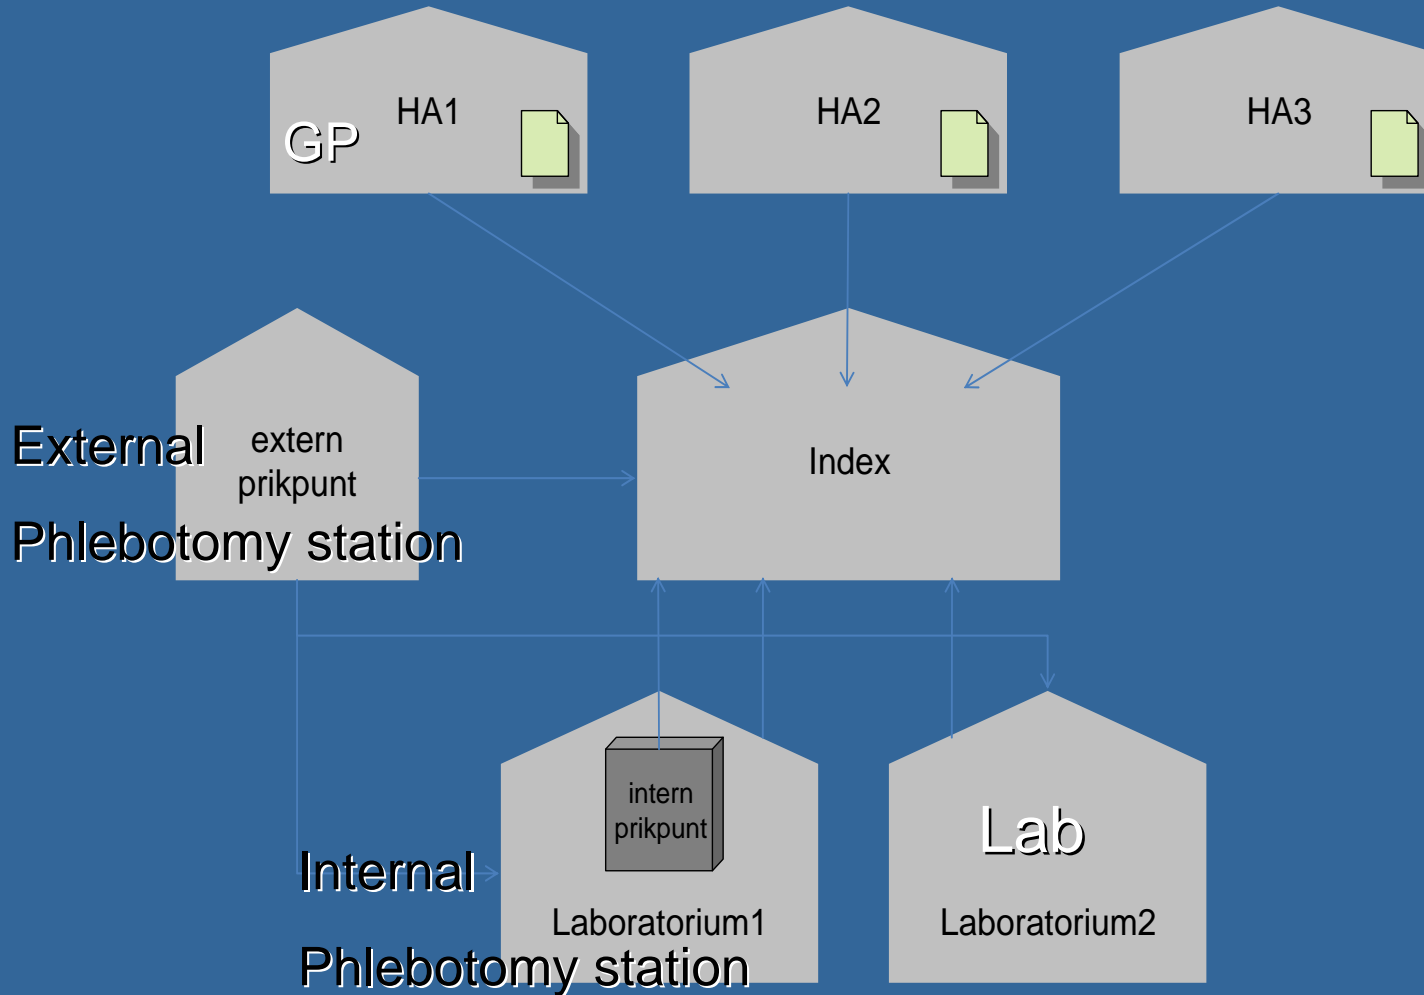 HA1
GP
HA2
HA3
External
Phlebotomy station
extern
prikpunt
Index
intern
prikpunt
Internal
Phlebotomy station
Laboratorium1
Lab
Laboratorium2